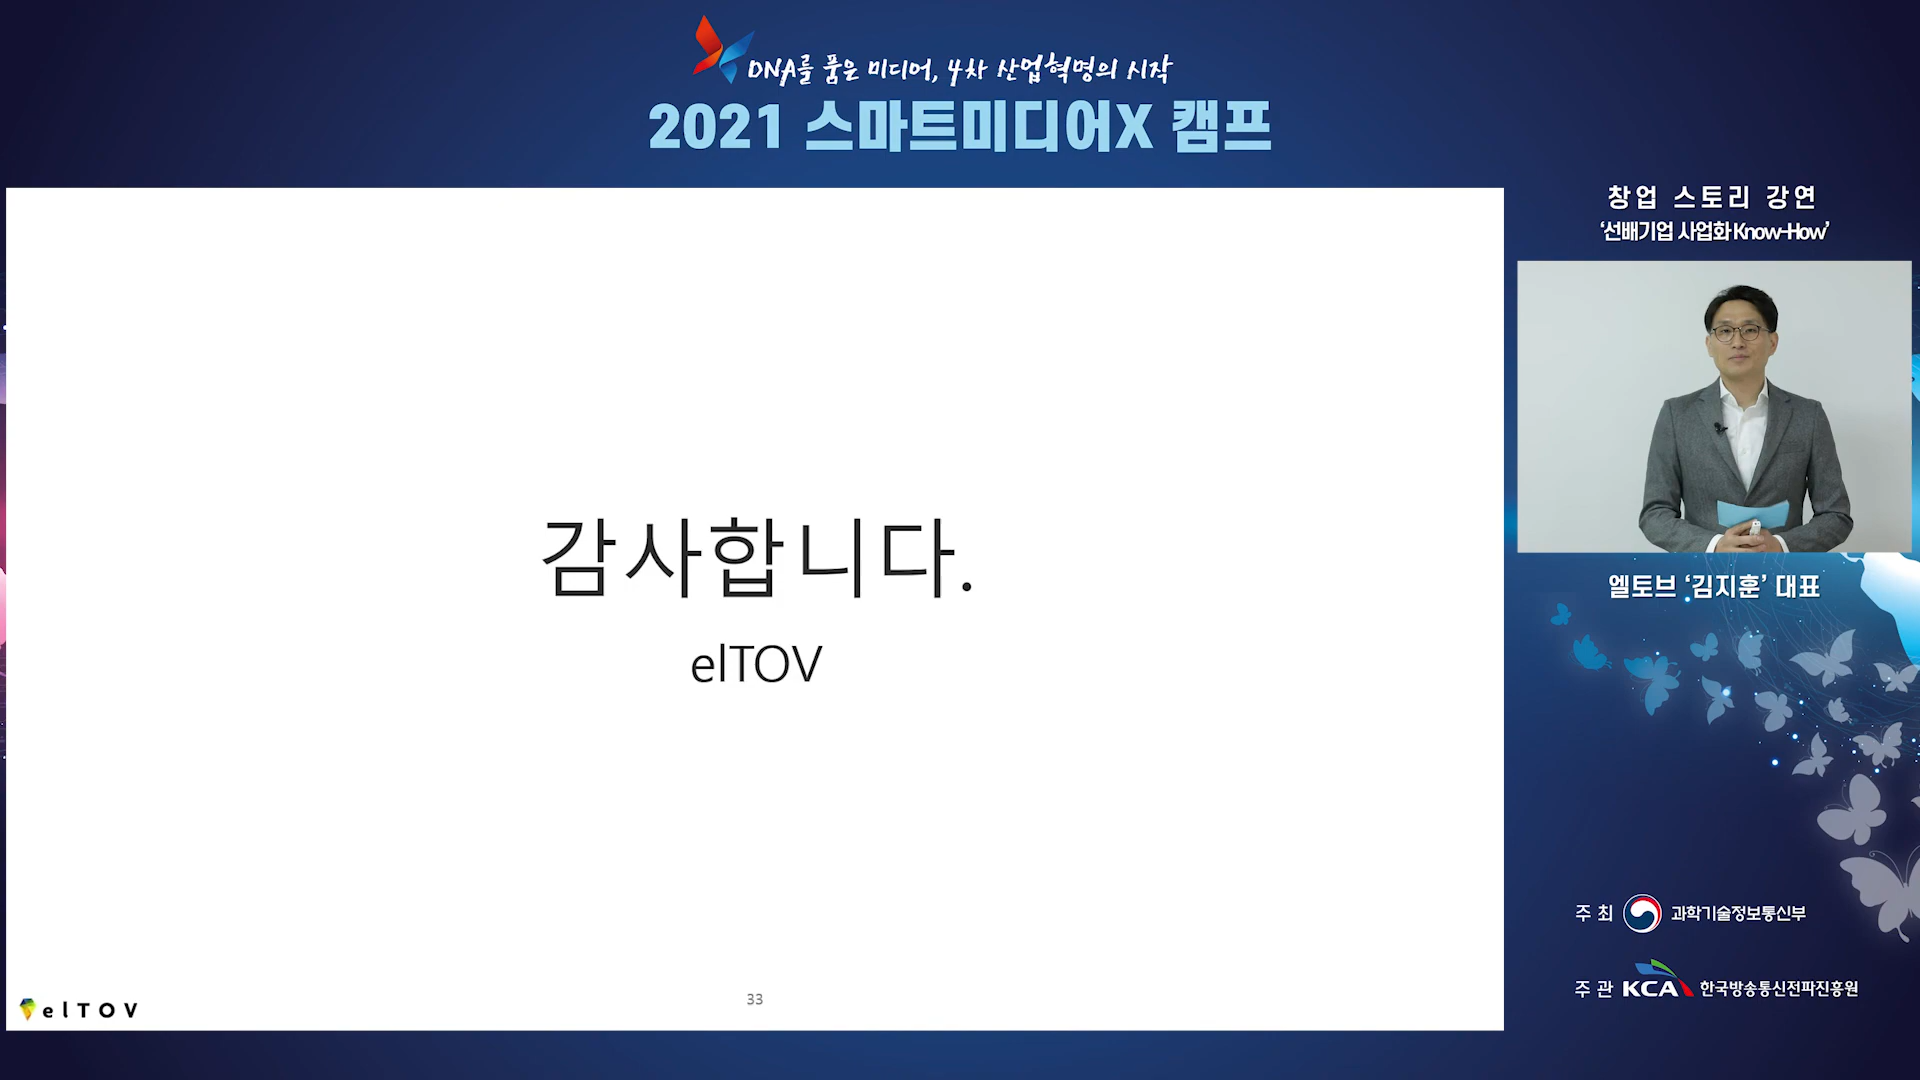 DNA를 품은 미디어, 4차 산업혁명의 시작
2021 스마트미디어X 캠프
창업 스토리 강연
‘선배기업 사업화 Know-How’
감사합니다.
elTOV
엘토브 ‘김지훈’ 대표
주최 과학기술정보통신부
주관 KCA 한국방송통신전파진흥원
33
elTOV